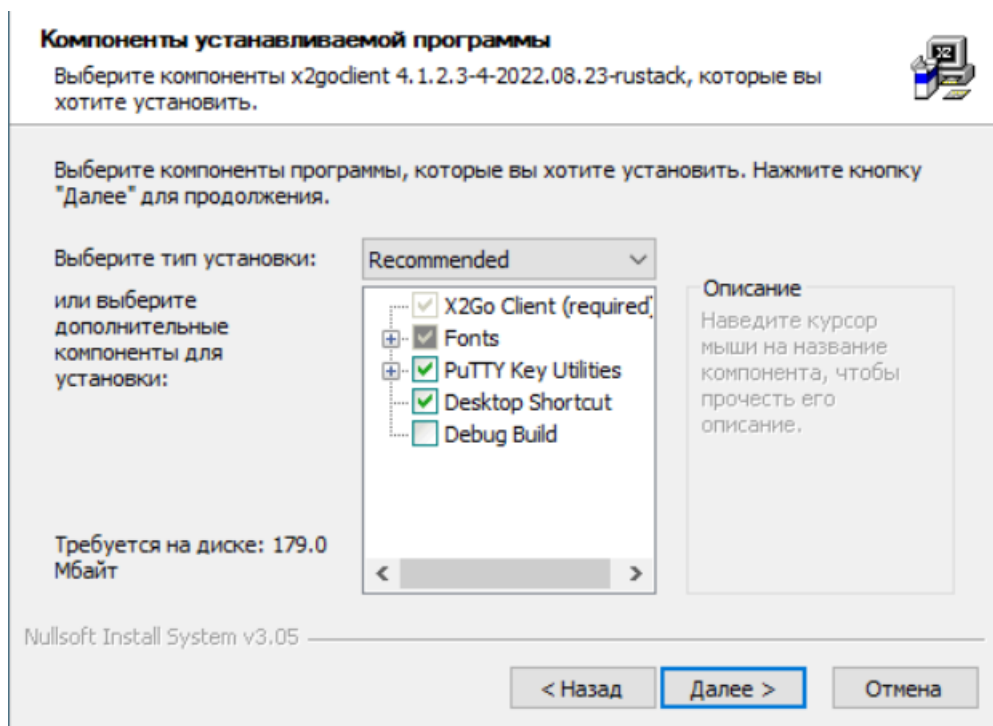 Компоненты устанавливаемой программы
Выберите компоненты x2goclient 4.1.2.3-4-2022.08.23-rustack, которые вы
хотите установить.
Выберите компоненты программы, которые вы хотите установить. Нажмите кнопку
"Далее" для продолжения.
Выберите тип установки:
Recommended
или выберите
дополнительные
компоненты для
установки:
X2Go Client (required)
Fonts
PuTTY Key Utilities
Desktop Shortcut
Debug Build
Описание
Наведите курсор
мыши на название
компонента, чтобы
прочесть его
описание.
Требуется на диске: 179.0
Мбайт
Nullsoft Install System v3.05
< Назад
Далее >
Отмена